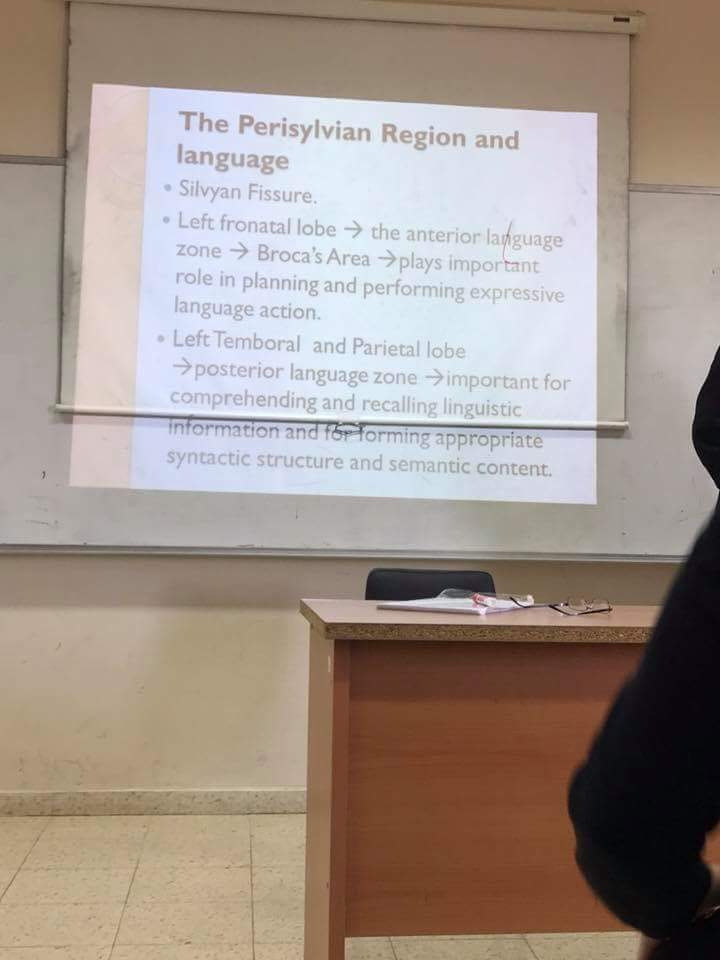 The Perisylvian Region and
language
• Silvyan Fissure.
• Left fronatal lobe → the anterior language
zone → Broca's Area →plays important
role in planning and performing expressive
language action.
• Left Temboral and Parietal lobe
→posterior language zone →important for
comprehending and recalling linguistic
information and for forming appropriate
syntactic structure and semantic content.